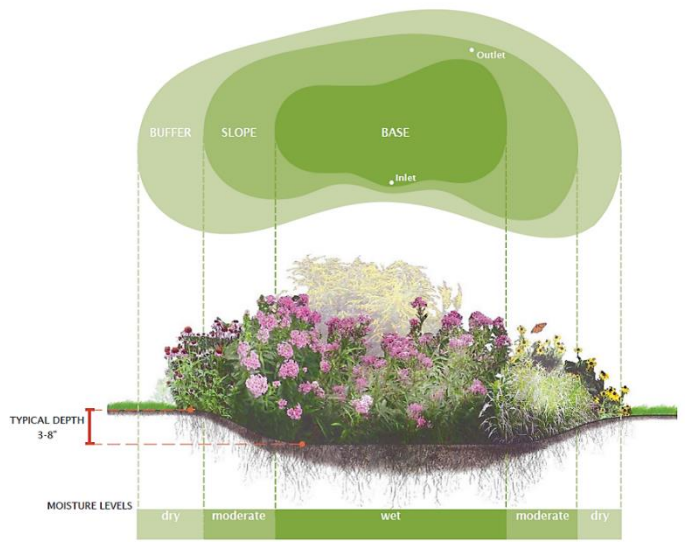 Outlet
BUFFER SLOPE BASE
Inlet
TYPICAL DEPTH
3-8"
MOISTURE LEVELS
dry moderate wet moderate dry